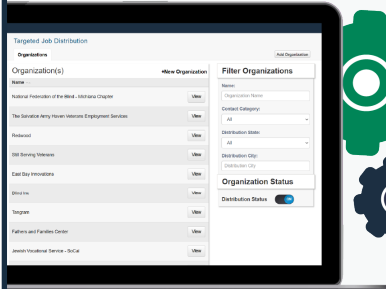 Targeted Job Distribution
Organizations
Add Organization
Organization(s)
+New Organization
Name
National Federation of the Blind - Michiana Chapter
View
The Salvation Army Haven Veterans Employment Services
View
Redwood
View
Still Serving Veterans
View
East Bay Innovations
View
View
Tangram
View
Fathers and Families Center
View
Jewish Vocational Service - SoCal
View
Filter Organizations
Name:
Organization Name
Contact Category:
All
Distribution State:
All
Distribution City:
Distribution City
Organization Status
Distribution Status